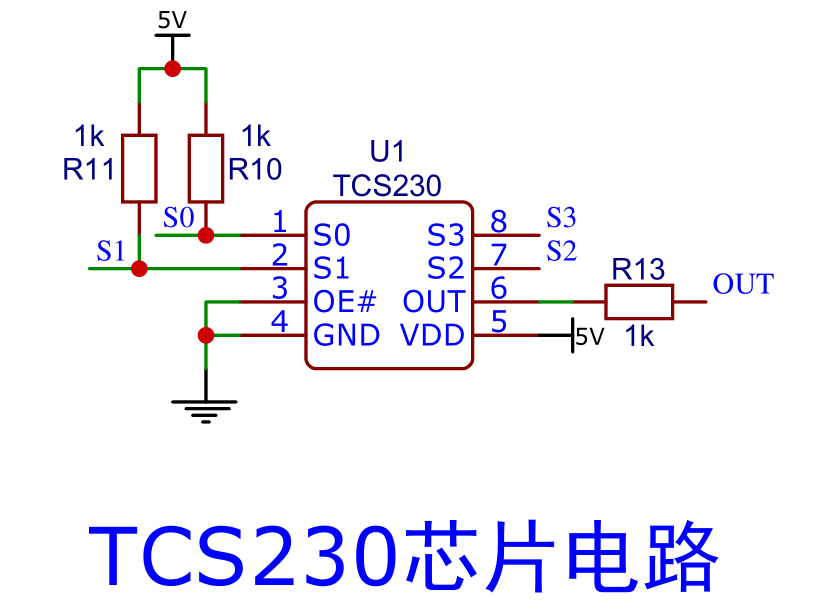 5V
1k
R11
1k
R10
U1
TCS230
S0
S1
1
2
3
4
S0
S1
OE#
GND
S3
S2
OUT
VDD
8
7
6
5
S3
S2
R13
1k
OUT
5V
TCS230芯片电路